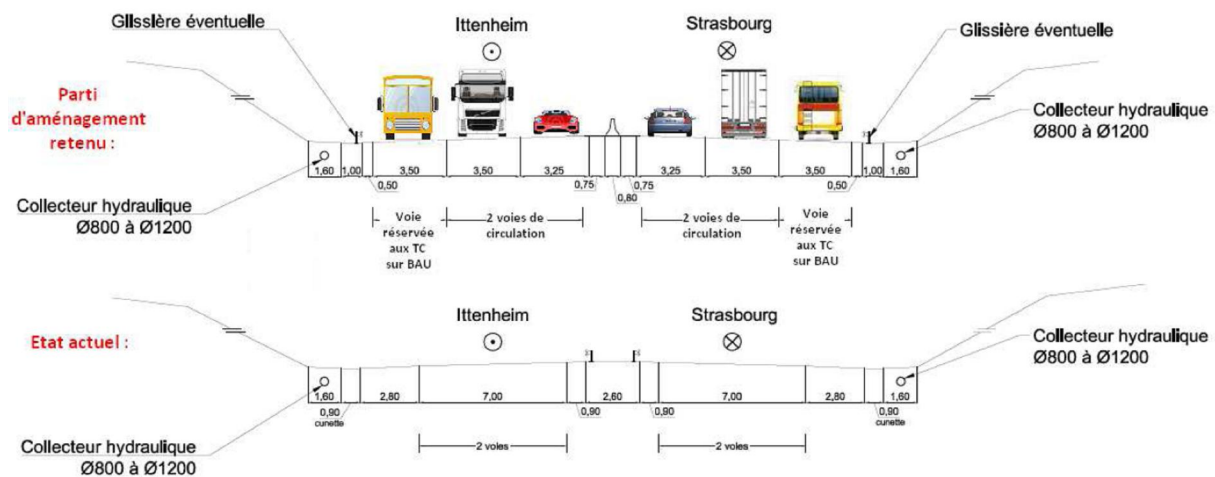 Glissière éventuelle
Ittenheim
Strasbourg
Glissière éventuelle
Parti
d'aménagement
retenu :
Collecteur hydraulique
Ø800 à Ø1200
1,60 1,00 3,50 3,50 3,25 3,25 3,50 3,50 1,00 1,60
0,50 0,75 0,80 0,75 0,50
Collecteur hydraulique
Ø800 à Ø1200
Voie
réservée
aux TC
sur BAU
2 voies de
circulation
2 voies de
circulation
Voie
réservée
aux TC
sur BAU
Ittenheim
Strasbourg
Etat actuel :
Collecteur hydraulique
Ø800 à Ø1200
1,60 2,80 7,00 2,60 7,00 2,80 1,60
0,90 0,90 0,90 0,90
cunette
cunette
Collecteur hydraulique
Ø800 à Ø1200
2 voies
2 voies